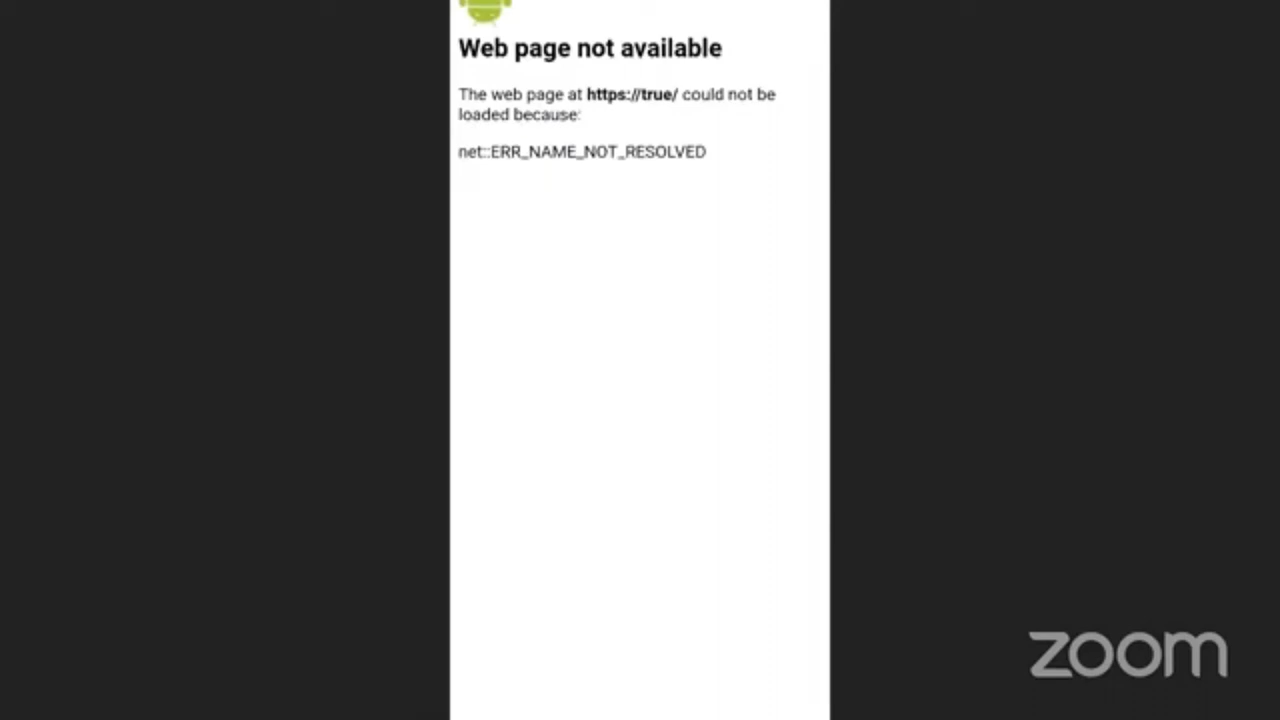 Web page not available
The web page at https://true/ could not be
loaded because:
net::ERR_NAME_NOT_RESOLVED
zoom